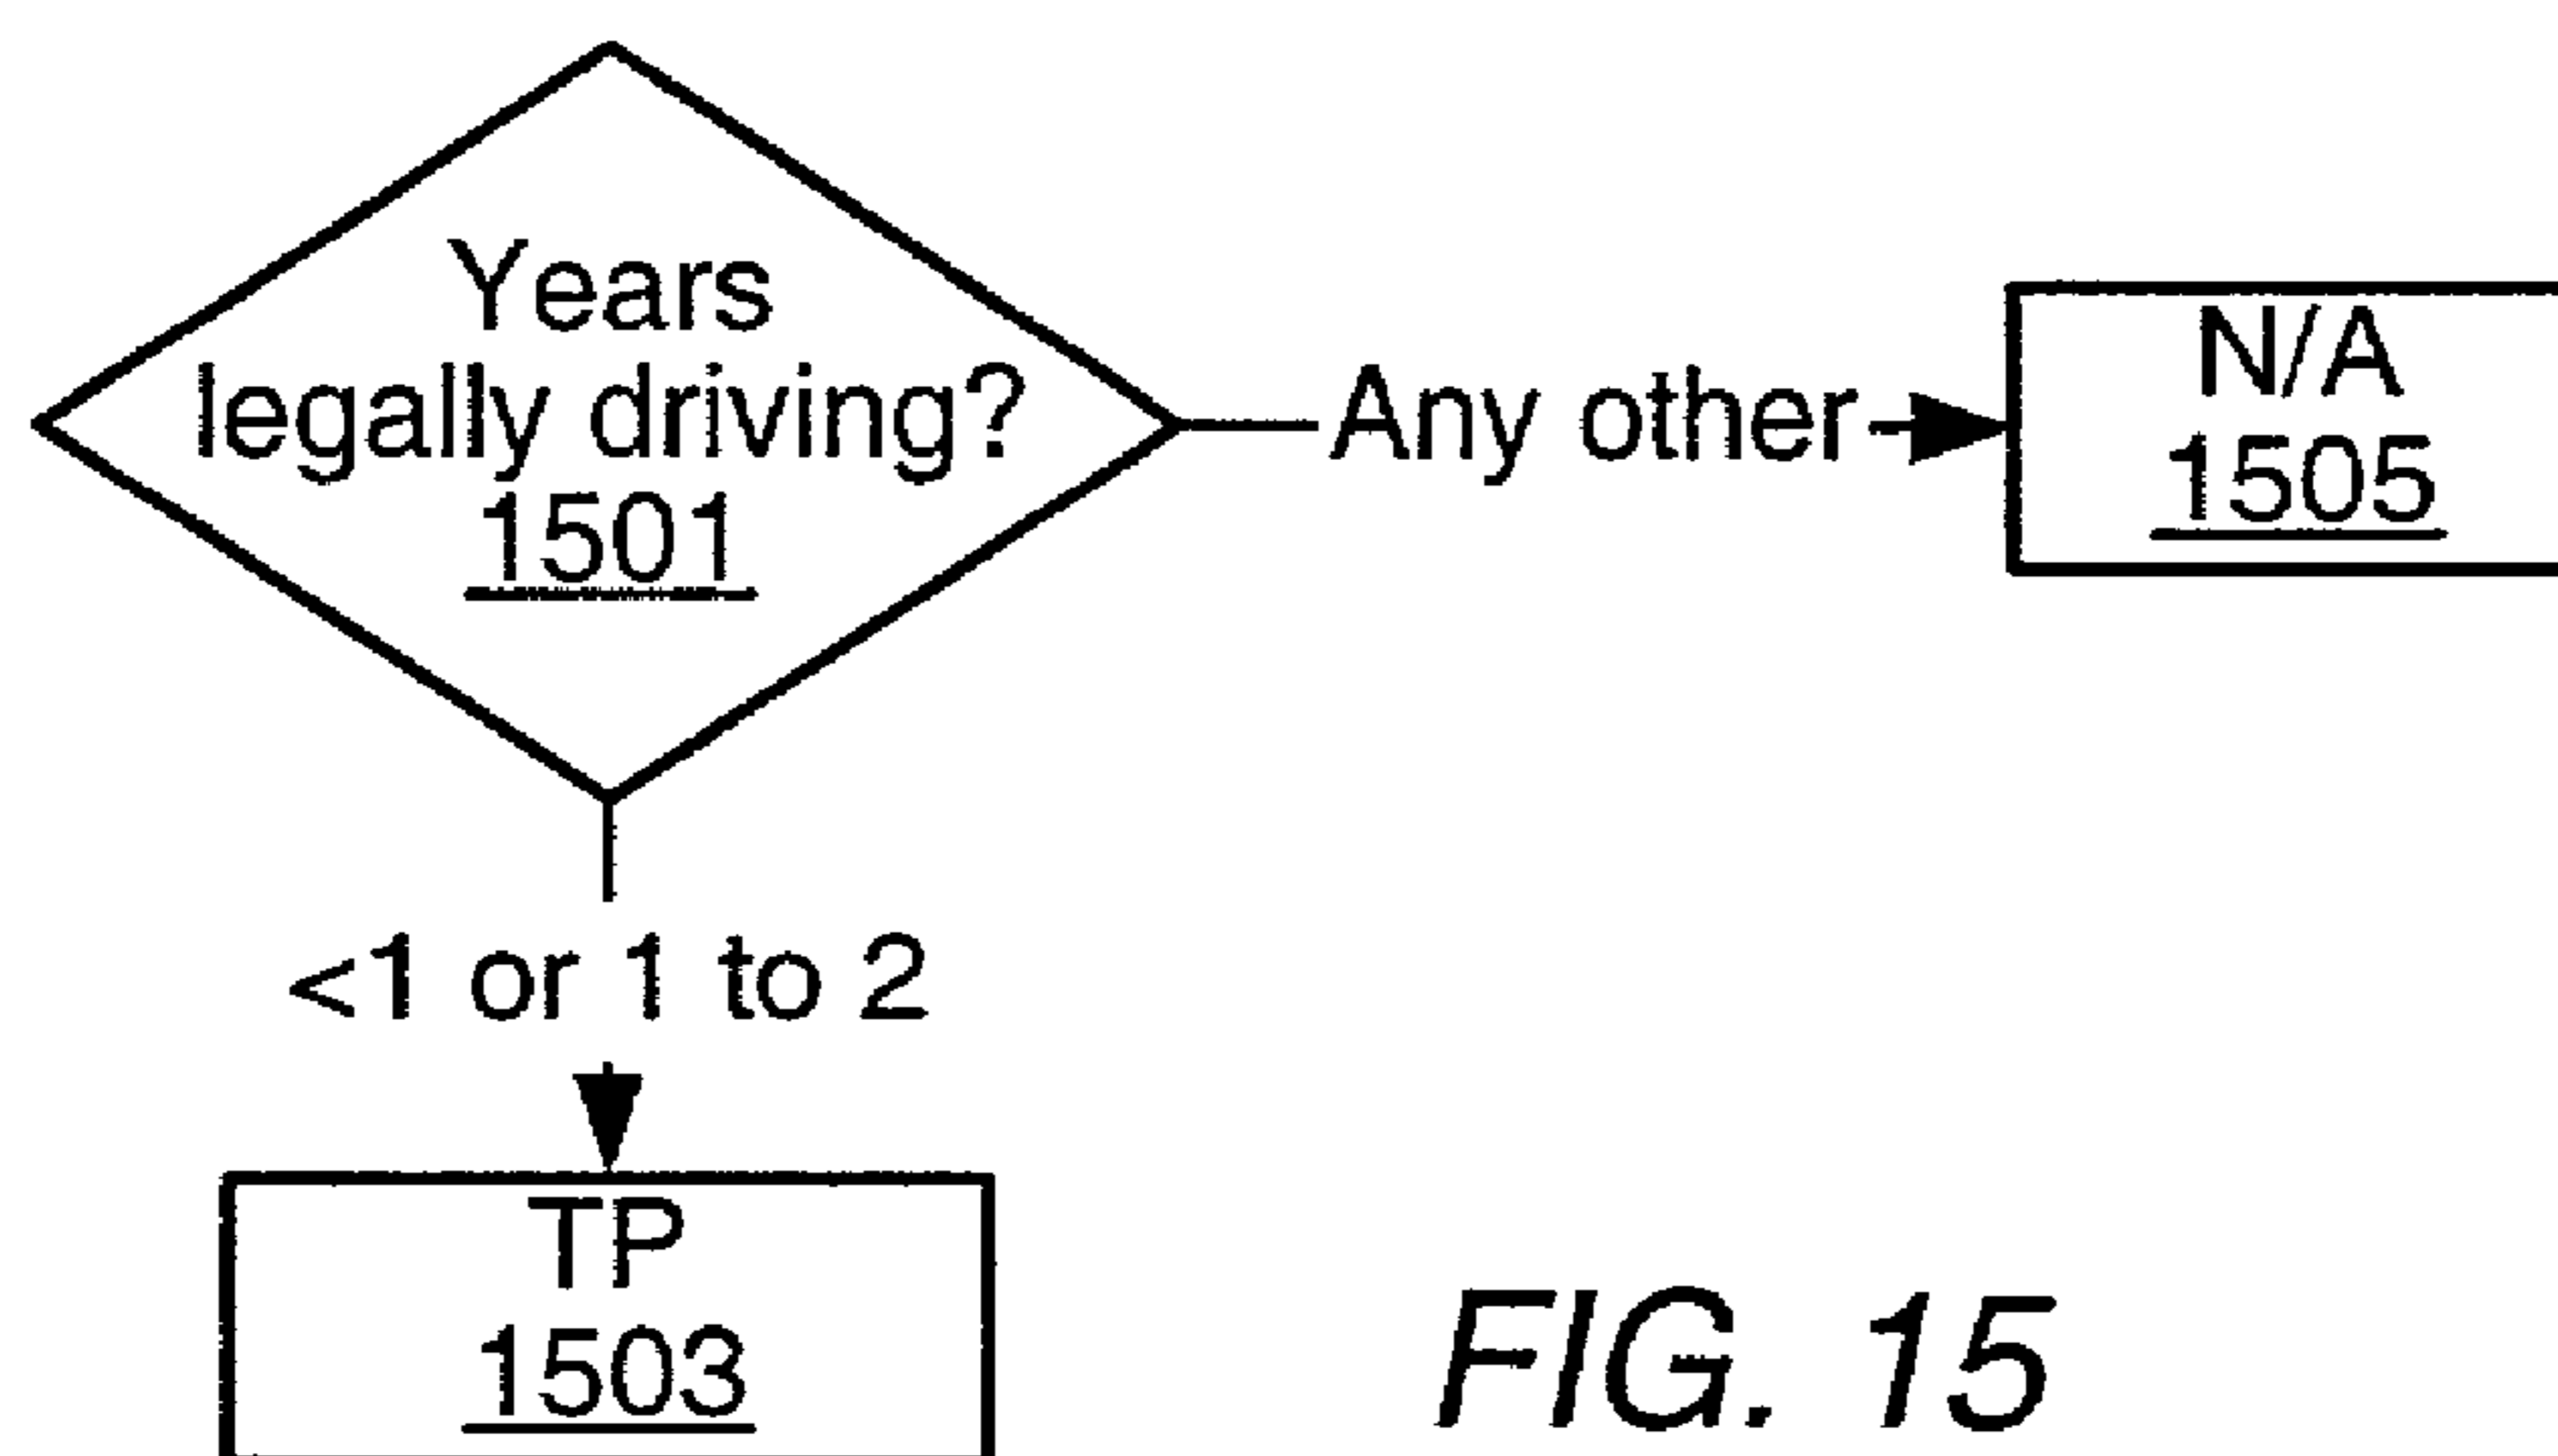 Years
legally driving?
1501
Any other
N/A
1505
<1 or 1 to 2
TP
1503
FIG. 15